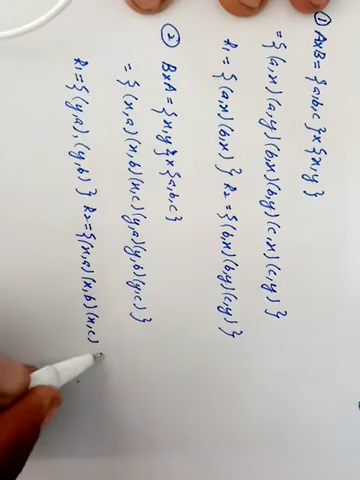 ① A×B = {a,b,c} × {x,y}
= {(a,x)(a,y)(b,x)(b,y)(c,x)(c,y)}
R₁ = {(a,x)(b,x)} R₂ = {(b,x)(b,y)(c,y)}
② B×A = {x,y} × {a,b,c}
= {(x,a)(x,b)(x,c)(y,a)(y,b)(y,c)}
R₁ = {(y,a),(y,b)} R₂ = {(x,a)(x,b)(x,c)